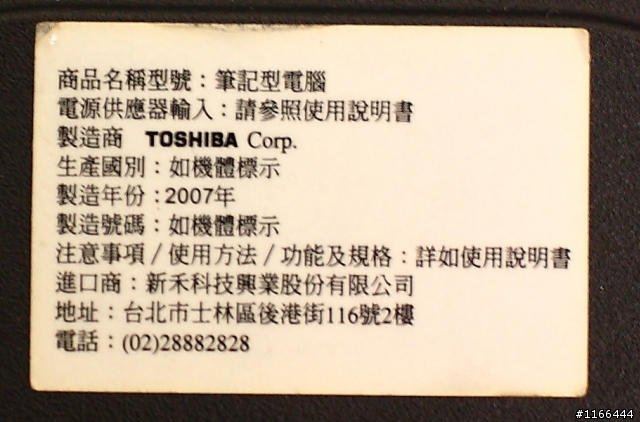 商品名稱型號：筆記型電腦
電源供應器輸入：請參照使用說明書
製造商 TOSHIBA Corp.
生產國別：如機體標示
製造年份：2007年
製造號碼：如機體標示
注意事項/使用方法/功能及規格：詳如使用說明書
進口商：新禾科技興業股份有限公司
地址：台北市士林區後港街116號2樓
電話：(02)28882828
#1166444